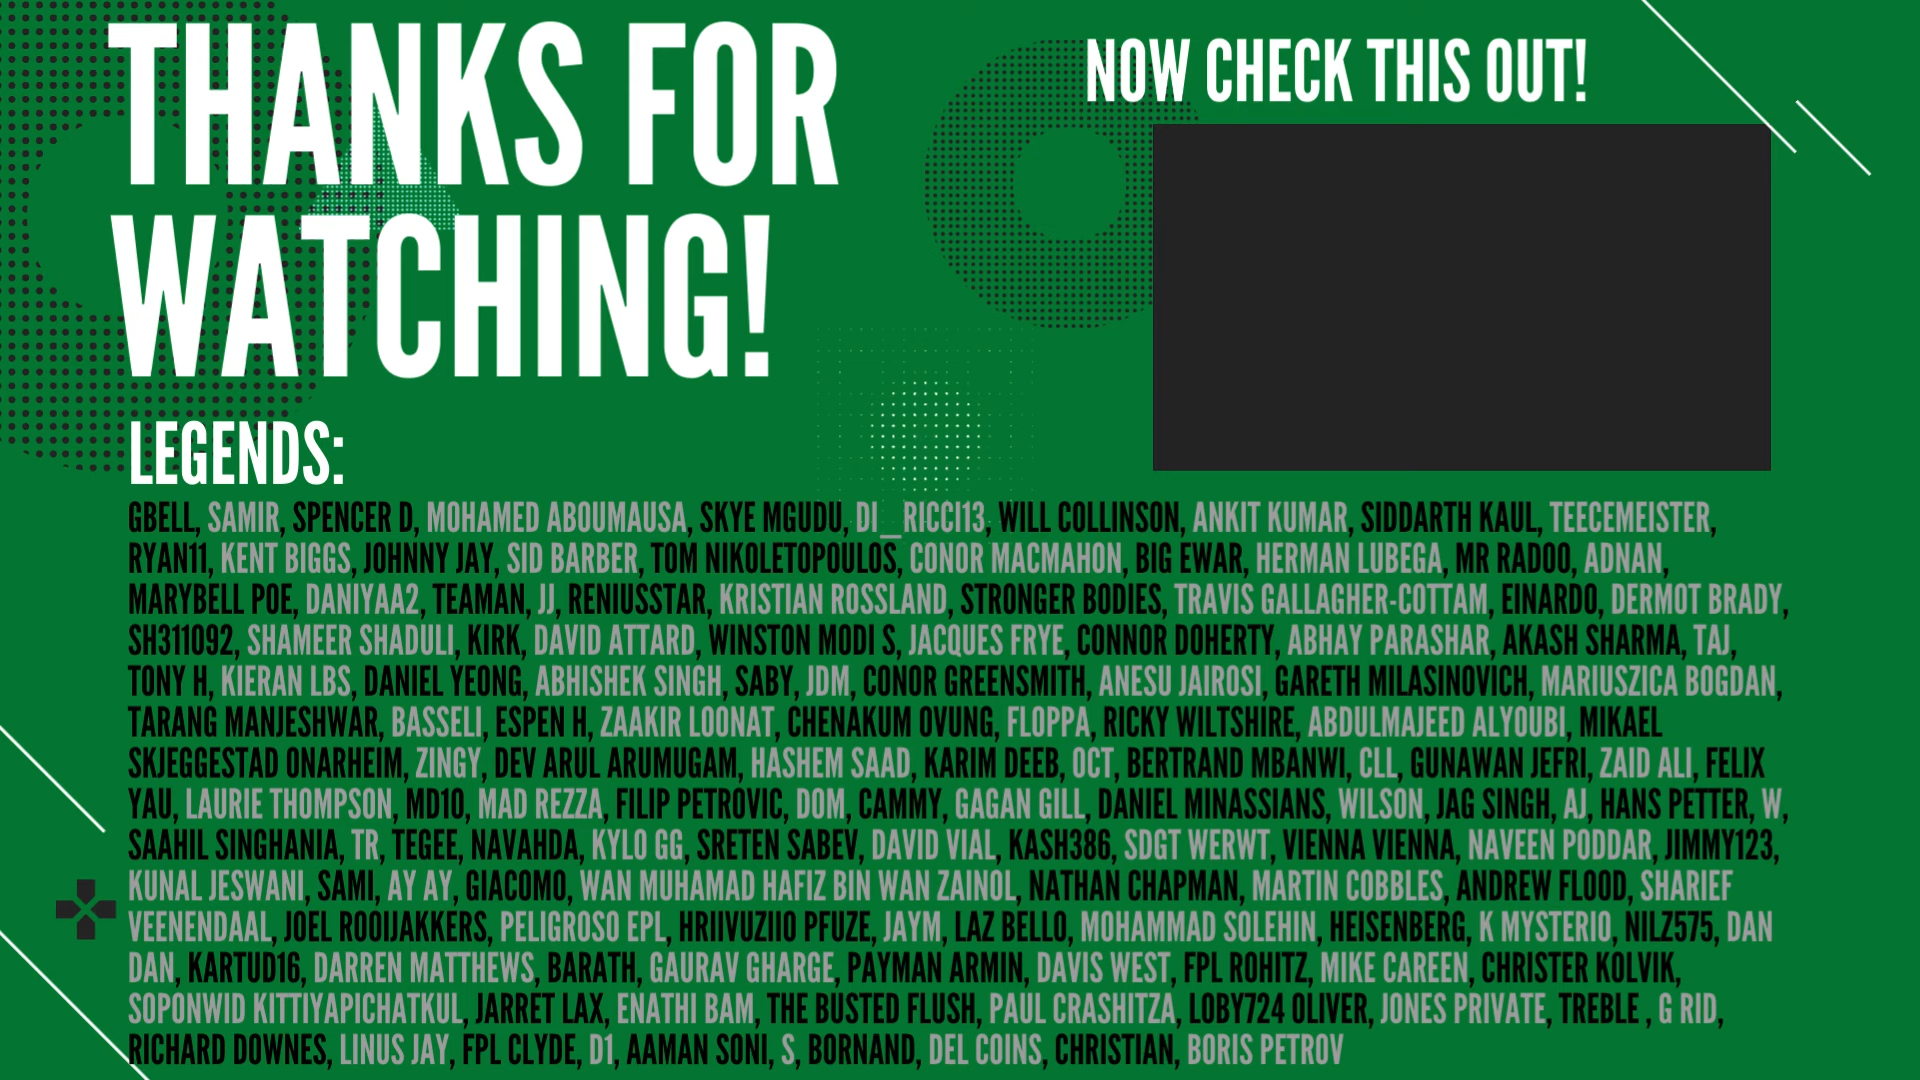 THANKS FOR
WATCHING!
NOW CHECK THIS OUT!
LEGENDS:
GBELL, SAMIR, SPENCER D, MOHAMED ABOUMAUSA, SKYE MGUDU, DI__RICCI13, WILL COLLINSON, ANKIT KUMAR, SIDDARTH KAUL, TEECEMEISTER,
RYAN11, KENT BIGGS, JOHNNY JAY, SID BARBER, TOM NIKOLETOPOULOS, CONOR MACMAHON, BIG EWAR, HERMAN LUBEGA, MR RADOO, ADNAN,
MARYBELL POE, DANIYAA2, TEAMAN, JJ, RENIUSSTAR, KRISTIAN ROSSLAND, STRONGER BODIES, TRAVIS GALLAGHER-COTTAM, EINARDO, DERMOT BRADY,
SH311092, SHAMEER SHADULI, KIRK, DAVID ATTARD, WINSTON MODI S, JACQUES FRYE, CONNOR DOHERTY, ABHAY PARASHAR, AKASH SHARMA, TAJ,
TONY H, KIERAN LBS, DANIEL YEONG, ABHISHEK SINGH, SABY, JDM, CONOR GREENSMITH, ANESU JAIROSI, GARETH MILASINOVICH, MARIUSZICA BOGDAN,
TARANG MANJESHWAR, BASSELI, ESPEN H, ZAAKIR LOONAT, CHENAKUM OVUNG, FLOPPA, RICKY WILTSHIRE, ABDULMAJEED ALYOUBI, MIKAEL
SKJEGGESTAD ONARHEIM, ZINGY, DEV ARUL ARUMUGAM, HASHEM SAAD, KARIM DEEB, OCT, BERTRAND MBANWI, CLL, GUNAWAN JEFRI, ZAID ALI, FELIX
YAU, LAURIE THOMPSON, MD10, MAD REZZA, FILIP PETROVIC, DOM, CAMMY, GAGAN GILL, DANIEL MINASSIANS, WILSON, JAG SINGH, AJ, HANS PETTER, W,
SAAHIL SINGHANIA, TR, TEGEE, NAVAHDA, KYLO GG, SRETEN SABEV, DAVID VIAL, KASH386, SDGT WERWT, VIENNA VIENNA, NAVEEN PODDAR, JIMMY123,
KUNAL JESWANI, SAMI, AY AY, GIACOMO, WAN MUHAMAD HAFIZ BIN WAN ZAINOL, NATHAN CHAPMAN, MARTIN COBBLES, ANDREW FLOOD, SHARIEF
VEENENDAAL, JOEL ROOIJAKKERS, PELIGROSO EPL, HRIIVUZIIO PFUZE, JAYM, LAZ BELLO, MOHAMMAD SOLEHIN, HEISENBERG, K MYSTERIO, NILZ575, DAN
DAN, KARTUD16, DARREN MATTHEWS, BARATH, GAURAV GHARGE, PAYMAN ARMIN, DAVIS WEST, FPL ROHITZ, MIKE CAREEN, CHRISTER KOLVIK,
SOPONWID KITTIYAPICHATKUL, JARRET LAX, ENATHI BAM, THE BUSTED FLUSH, PAUL CRASHITZA, LOBY724 OLIVER, JONES PRIVATE, TREBLE , G RID,
RICHARD DOWNES, LINUS JAY, FPL CLYDE, D1, AAMAN SONI, S, BORNAND, DEL COINS, CHRISTIAN, BORIS PETROV